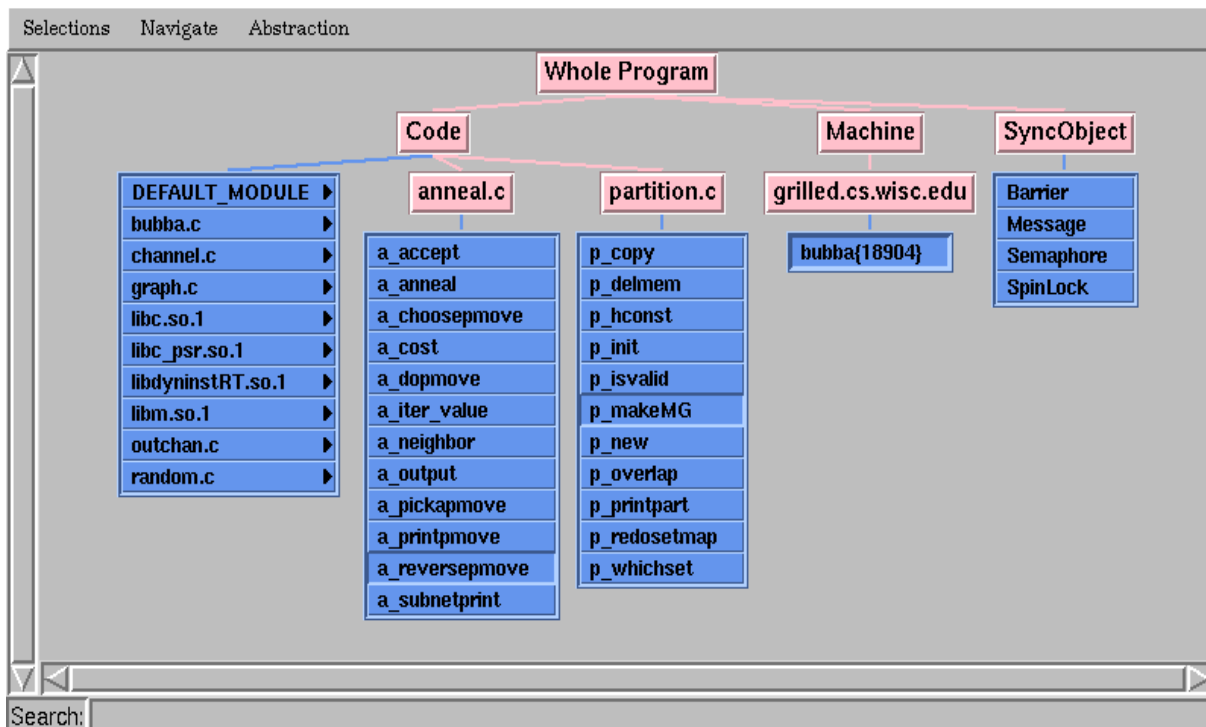 Selections Navigate Abstraction
Whole Program
Code
Machine
SyncObject
DEFAULT_MODULE
bubba.c
channel.c
graph.c
libc.so.1
libc_psr.so.1
libdyninstRT.so.1
libm.so.1
outchan.c
random.c
anneal.c
a_accept
a_anneal
a_choosepmove
a_cost
a_dopmove
a_iter_value
a_neighbor
a_output
a_pickapmove
a_printpmove
a_reversepmove
a_subnetprint
partition.c
p_copy
p_delmem
p_hconst
p_init
p_isvalid
p_makeMG
p_new
p_overlap
p_printpart
p_redosetmap
p_whichset
grilled.cs.wisc.edu
bubba{18904}
Barrier
Message
Semaphore
SpinLock
Search: